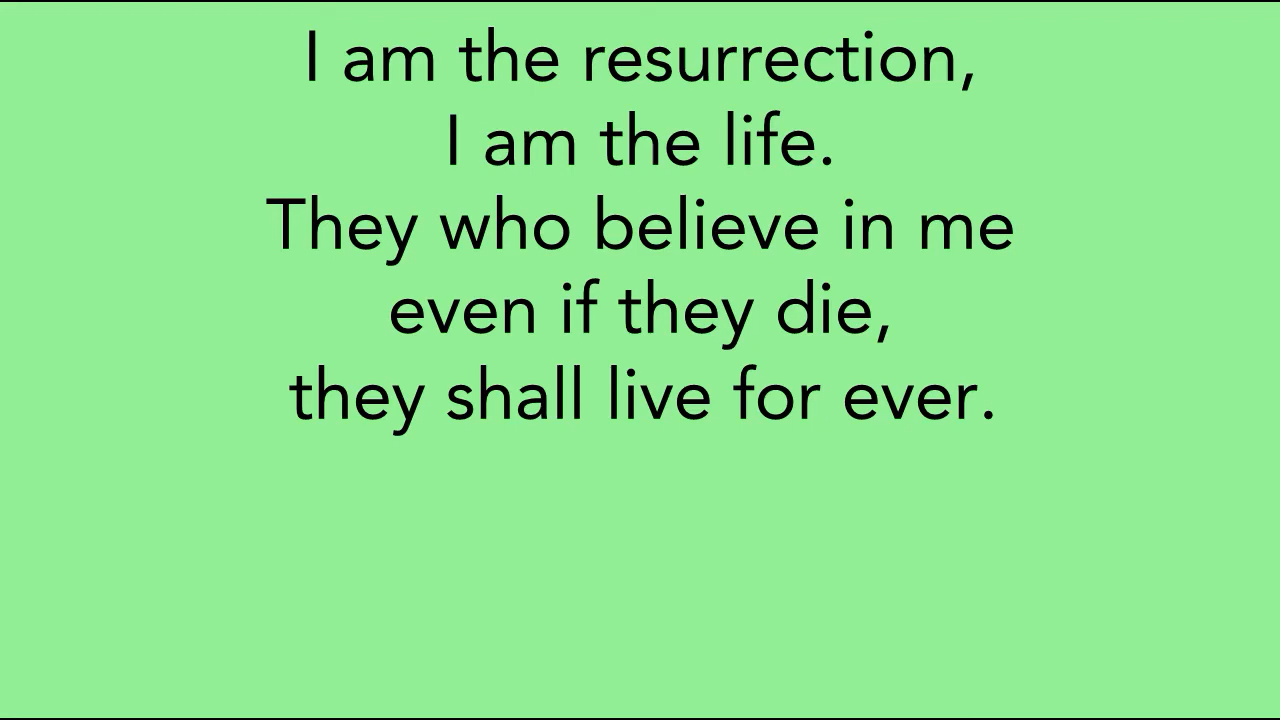 I am the resurrection,
I am the life.
They who believe in me
even if they die,
they shall live for ever.